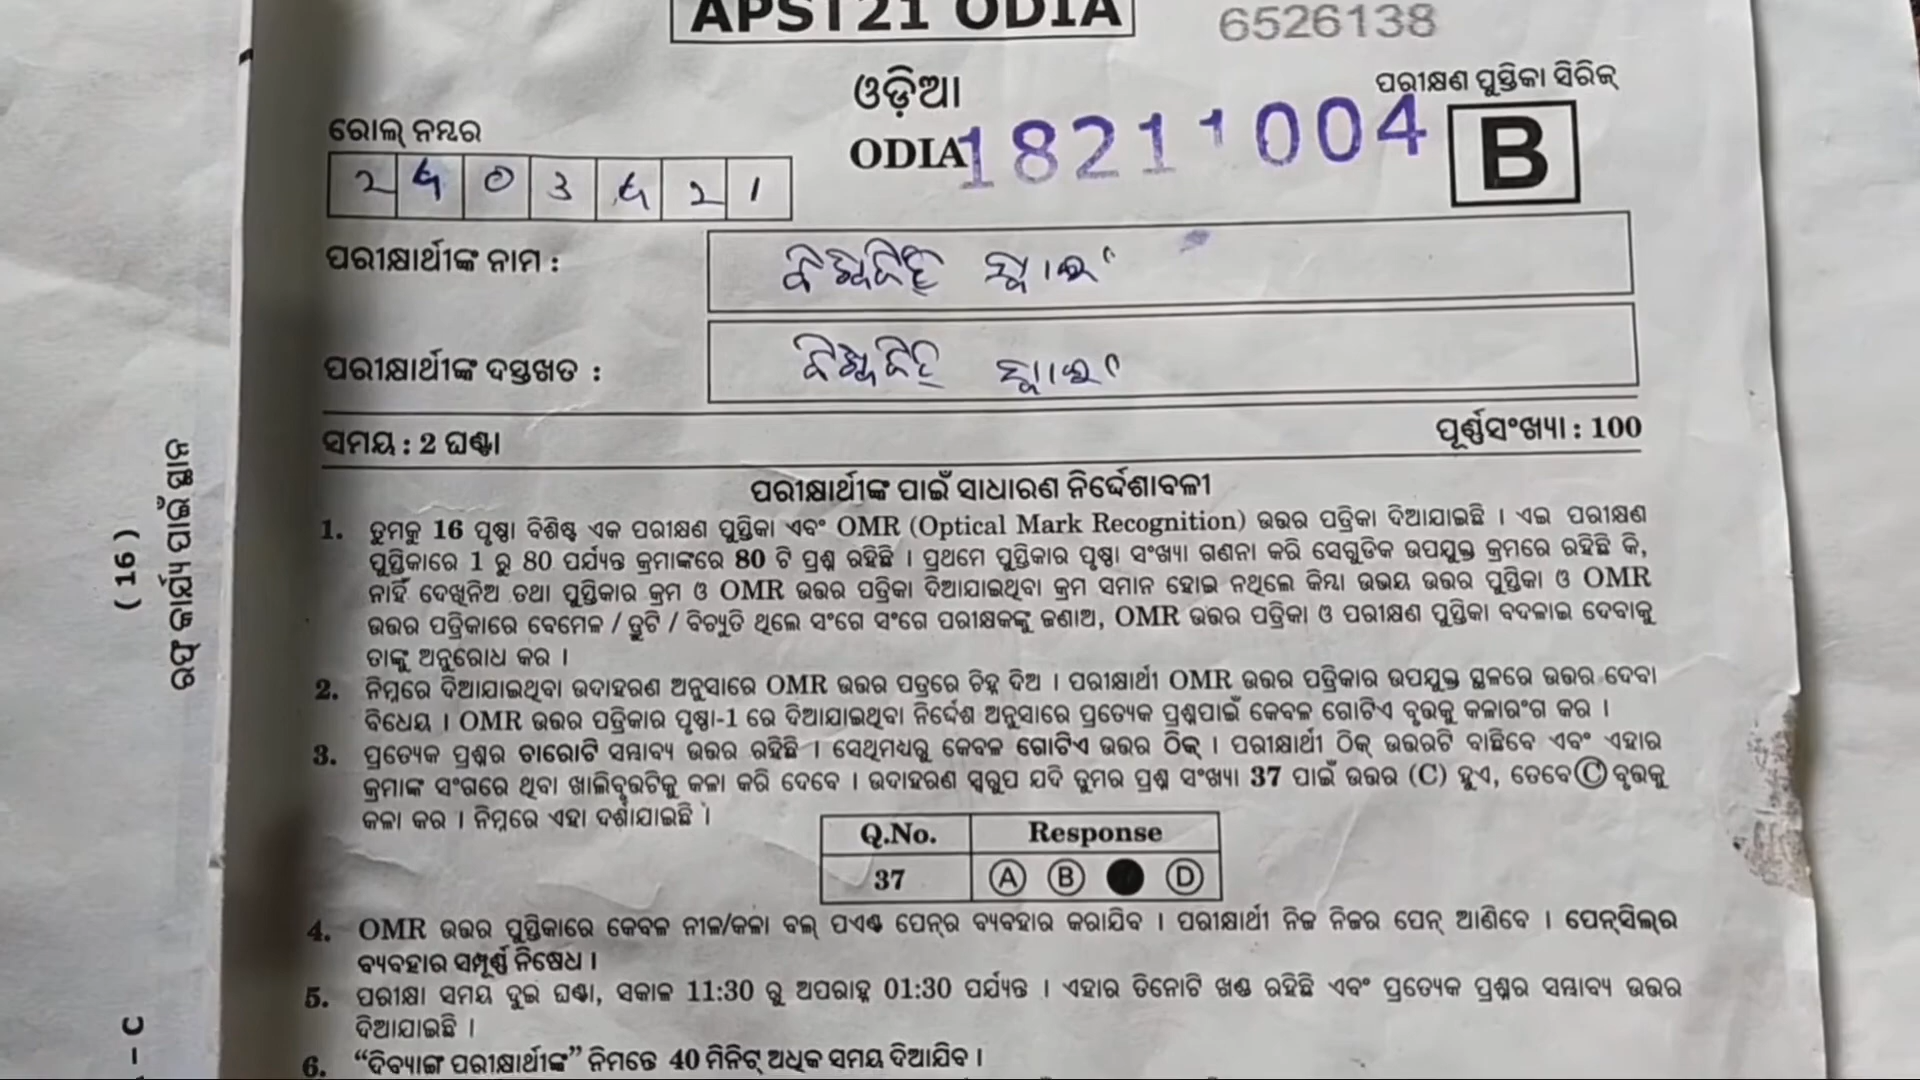 APST21 ODIA
6526138
ଓଡ଼ିଆ
ପରୀକ୍ଷଣ ପୁସ୍ତିକା ସିରିଜ୍
ରୋଲ୍ ନମ୍ବର
ODIA
18211004
B
ପରୀକ୍ଷାର୍ଥୀଙ୍କ ନାମ :
ପରୀକ୍ଷାର୍ଥୀଙ୍କ ଦସ୍ତଖତ :
ସମୟ : 2 ଘଣ୍ଟା
ପୂର୍ଣ୍ଣସଂଖ୍ୟା : 100
ପରୀକ୍ଷାର୍ଥୀଙ୍କ ପାଇଁ ସାଧାରଣ ନିର୍ଦ୍ଦେଶାବଳୀ
1. ତୁମକୁ 16 ପୃଷ୍ଠା ବିଶିଷ୍ଟ ଏକ ପରୀକ୍ଷଣ ପୁସ୍ତିକା ଏବଂ OMR (Optical Mark Recognition) ଉତ୍ତର ପତ୍ରିକା ଦିଆଯାଇଛି । ଏଇ ପରୀକ୍ଷଣ
ପୁସ୍ତିକାରେ 1 ରୁ 80 ପର୍ଯ୍ୟନ୍ତ କ୍ରମାଙ୍କରେ 80 ଟି ପ୍ରଶ୍ନ ରହିଛି । ପ୍ରଥମେ ପୁସ୍ତିକାର ପୃଷ୍ଠା ସଂଖ୍ୟା ଗଣନା କରି ସେଗୁଡିକ ଉପଯୁକ୍ତ କ୍ରମରେ ରହିଛି କି,
ନାହିଁ ଦେଖିନିଅ ତଥା ପୁସ୍ତିକାର କ୍ରମ ଓ OMR ଉତ୍ତର ପତ୍ରିକା ଦିଆଯାଇଥିବା କ୍ରମ ସମାନ ହୋଇ ନଥିଲେ କିମ୍ବା ଉଭୟ ଉତ୍ତର ପୁସ୍ତିକା ଓ OMR
ଉତ୍ତର ପତ୍ରିକାରେ ବେମେଳ / ତ୍ରୁଟି / ବିଚ୍ୟୁତି ଥିଲେ ସଂଗେ ସଂଗେ ପରୀକ୍ଷକଙ୍କୁ ଜଣାଅ, OMR ଉତ୍ତର ପତ୍ରିକା ଓ ପରୀକ୍ଷଣ ପୁସ୍ତିକା ବଦଳାଇ ଦେବାକୁ
ତାଙ୍କୁ ଅନୁରୋଧ କର ।
2. ନିମ୍ନରେ ଦିଆଯାଇଥିବା ଉଦାହରଣ ଅନୁସାରେ OMR ଉତ୍ତର ପତ୍ରରେ ଚିହ୍ନ ଦିଅ । ପରୀକ୍ଷାର୍ଥୀ OMR ଉତ୍ତର ପତ୍ରିକାର ଉପଯୁକ୍ତ ସ୍ଥଳରେ ଉତ୍ତର ଦେବା
ବିଧେୟ । OMR ଉତ୍ତର ପତ୍ରିକାର ପୃଷ୍ଠା-1 ରେ ଦିଆଯାଇଥିବା ନିର୍ଦ୍ଦେଶ ଅନୁସାରେ ପ୍ରତ୍ୟେକ ପ୍ରଶ୍ନପାଇଁ କେବଳ ଗୋଟିଏ ବୃତ୍ତକୁ କଳାରଂଗ କର ।
3. ପ୍ରତ୍ୟେକ ପ୍ରଶ୍ନର ଚାରୋଟି ସମ୍ଭାବ୍ୟ ଉତ୍ତର ରହିଛି । ସେଥିମଧ୍ୟରୁ କେବଳ ଗୋଟିଏ ଉତ୍ତର ଠିକ୍ । ପରୀକ୍ଷାର୍ଥୀ ଠିକ୍ ଉତ୍ତରଟି ବାଛିବେ ଏବଂ ଏହାର
କ୍ରମାଙ୍କ ସଂଗରେ ଥିବା ଖାଲିବୃତ୍ତଟିକୁ କଳା କରି ଦେବେ । ଉଦାହରଣ ସ୍ୱରୂପ ଯଦି ତୁମର ପ୍ରଶ୍ନ ସଂଖ୍ୟା 37 ପାଇଁ ଉତ୍ତର (C) ହୁଏ, ତେବେ Ⓒ ବୃତ୍ତକୁ
କଳା କର । ନିମ୍ନରେ ଏହା ଦର୍ଶାଯାଇଛି ।
Q.No. Response
37 Ⓐ Ⓑ ● Ⓓ
4. OMR ଉତ୍ତର ପୁସ୍ତିକାରେ କେବଳ ନୀଳ/କଳା ବଲ୍ ପଏଣ୍ଟ ପେନ୍‌ର ବ୍ୟବହାର କରାଯିବ । ପରୀକ୍ଷାର୍ଥୀ ନିଜ ନିଜର ପେନ୍ ଆଣିବେ । ପେନ୍‌ସିଲ୍‌ର
ବ୍ୟବହାର ସମ୍ପୂର୍ଣ୍ଣ ନିଷେଧ ।
5. ପରୀକ୍ଷା ସମୟ ଦୁଇ ଘଣ୍ଟା, ସକାଳ 11:30 ରୁ ଅପରାହ୍ନ 01:30 ପର୍ଯ୍ୟନ୍ତ । ଏହାର ତିନୋଟି ଖଣ୍ଡ ରହିଛି ଏବଂ ପ୍ରତ୍ୟେକ ପ୍ରଶ୍ନର ସମ୍ଭାବ୍ୟ ଉତ୍ତର
ଦିଆଯାଇଛି ।
6. “ଦିବ୍ୟାଙ୍ଗ ପରୀକ୍ଷାର୍ଥୀଙ୍କ” ନିମନ୍ତେ 40 ମିନିଟ୍ ଅଧିକ ସମୟ ଦିଆଯିବ ।
( 16 )
ରଫ୍ କାର୍ଯ୍ୟ ପାଇଁ ସ୍ଥାନ
– C